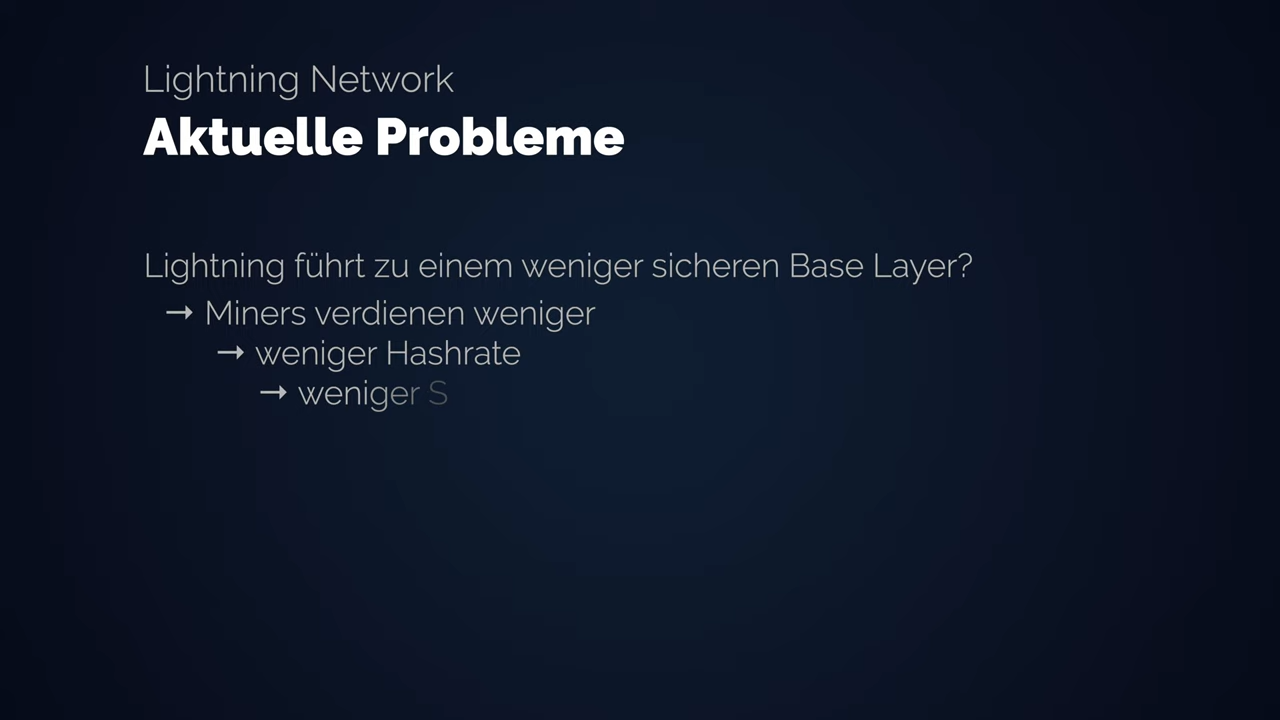 Lightning Network
Aktuelle Probleme
Lightning führt zu einem weniger sicheren Base Layer?
→ Miners verdienen weniger
→ weniger Hashrate
→ weniger S